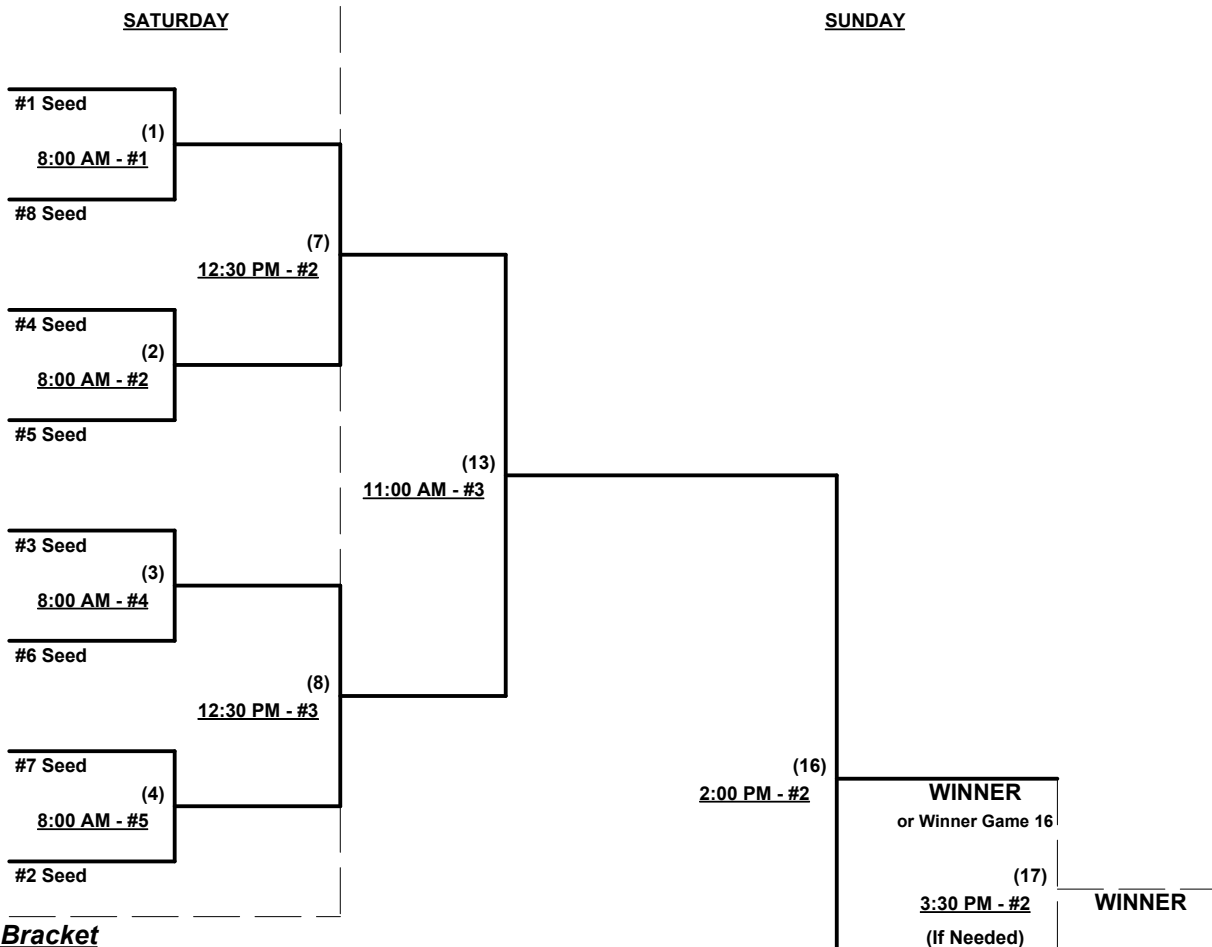 SATURDAY
SUNDAY
#1 Seed
(1)
8:00 AM - #1
#8 Seed
(7)
12:30 PM - #2
#4 Seed
(2)
8:00 AM - #2
#5 Seed
(13)
11:00 AM - #3
#3 Seed
(3)
8:00 AM - #4
#6 Seed
(8)
12:30 PM - #3
#7 Seed
(4)
8:00 AM - #5
#2 Seed
(16)
2:00 PM - #2
WINNER
or Winner Game 16
(17)
3:30 PM - #2
(If Needed)
WINNER
Bracket